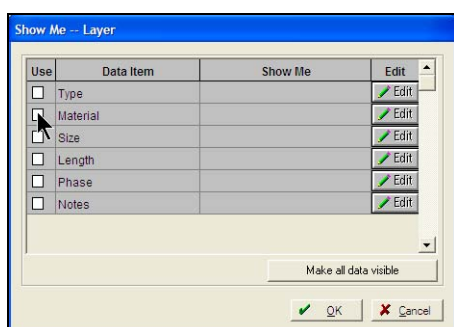 Show Me -- Layer
Use Data Item Show Me Edit
Type Edit
Material Edit
Size Edit
Length Edit
Phase Edit
Notes Edit
Make all data visible
OK Cancel